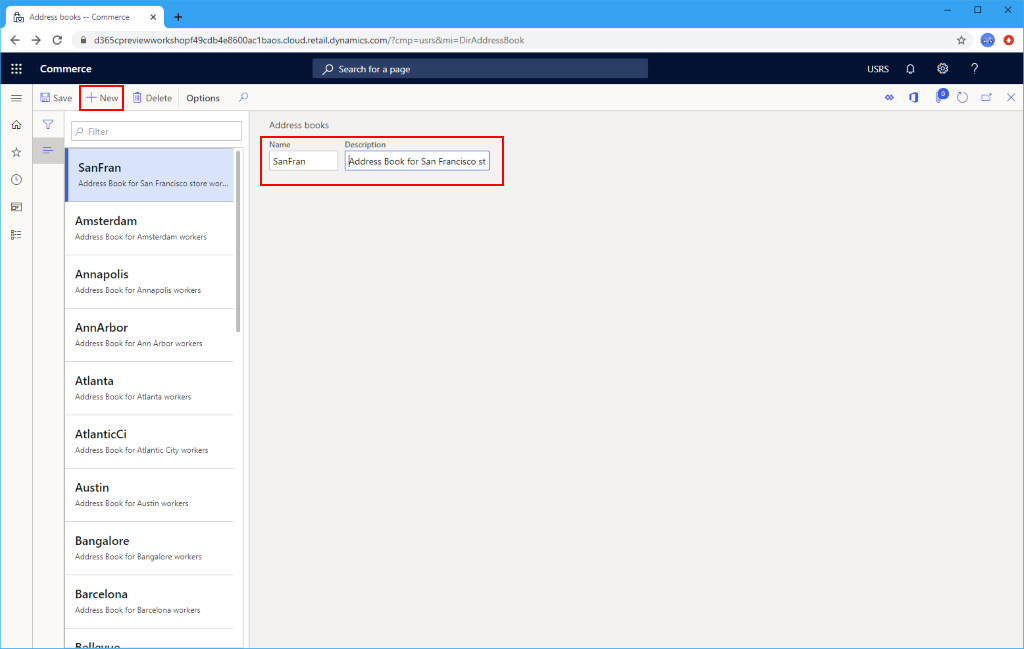 Address books -- Commerce
d365cpreviewworkshopf49cdb4e8600ac1baos.cloud.retail.dynamics.com/?cmp=usrs&mi=DirAddressBook
Commerce
Search for a page
USRS
Save
New
Delete
Options
0
Filter
Address books
Name
Description
SanFran
Address Book for San Francisco st
SanFran
Address Book for San Francisco store wor...
Amsterdam
Address Book for Amsterdam workers
Annapolis
Address Book for Annapolis workers
AnnArbor
Address Book for Ann Arbor workers
Atlanta
Address Book for Atlanta workers
AtlanticCi
Address Book for Atlantic City workers
Austin
Address Book for Austin workers
Bangalore
Address Book for Bangalore workers
Barcelona
Address Book for Barcelona workers
Bellevue